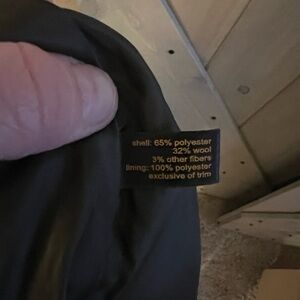 shell: 65% polyester
32% wool
3% other fibers
lining: 100% polyester
exclusive of trim